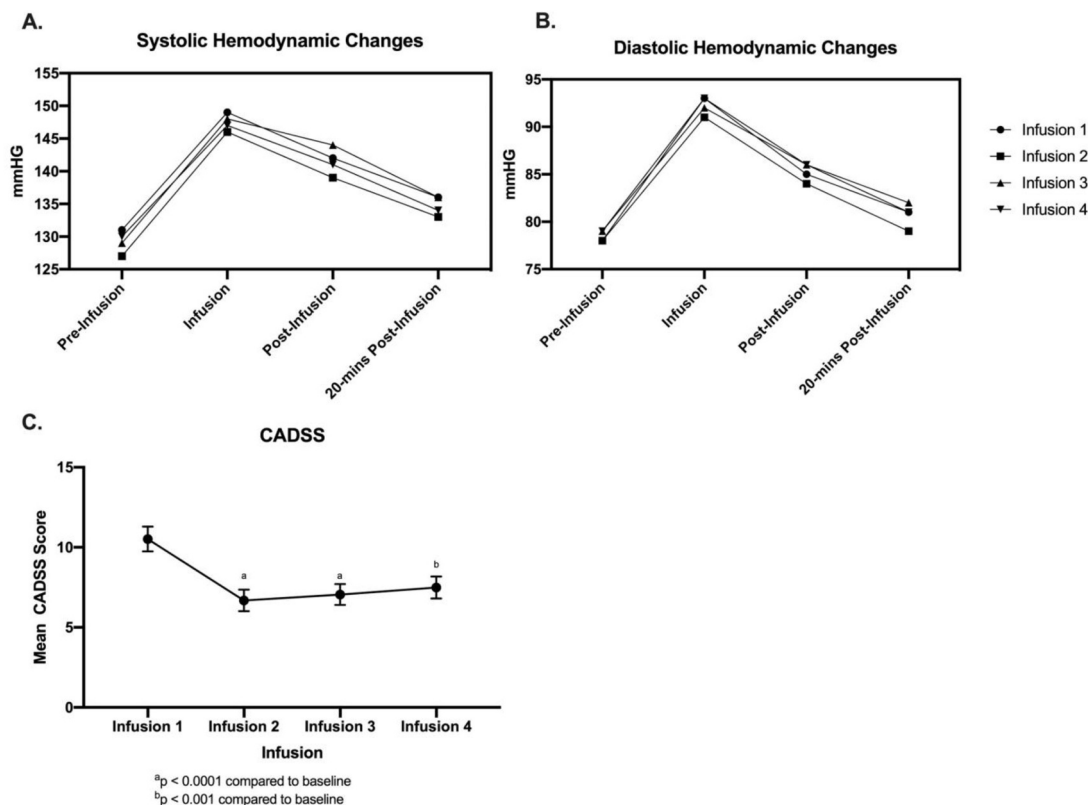 A.
Systolic Hemodynamic Changes
155
150
145
140
135
130
125
mmHG
Pre-Infusion
Infusion
Post-Infusion
20-mins Post-Infusion
B.
Diastolic Hemodynamic Changes
95
90
85
80
75
mmHG
Pre-Infusion
Infusion
Post-Infusion
20-mins Post-Infusion
Infusion 1
Infusion 2
Infusion 3
Infusion 4
C.
CADSS
15
10
5
0
Mean CADSS Score
a
a
b
Infusion 1 Infusion 2 Infusion 3 Infusion 4
Infusion
ap < 0.0001 compared to baseline
bp < 0.001 compared to baseline